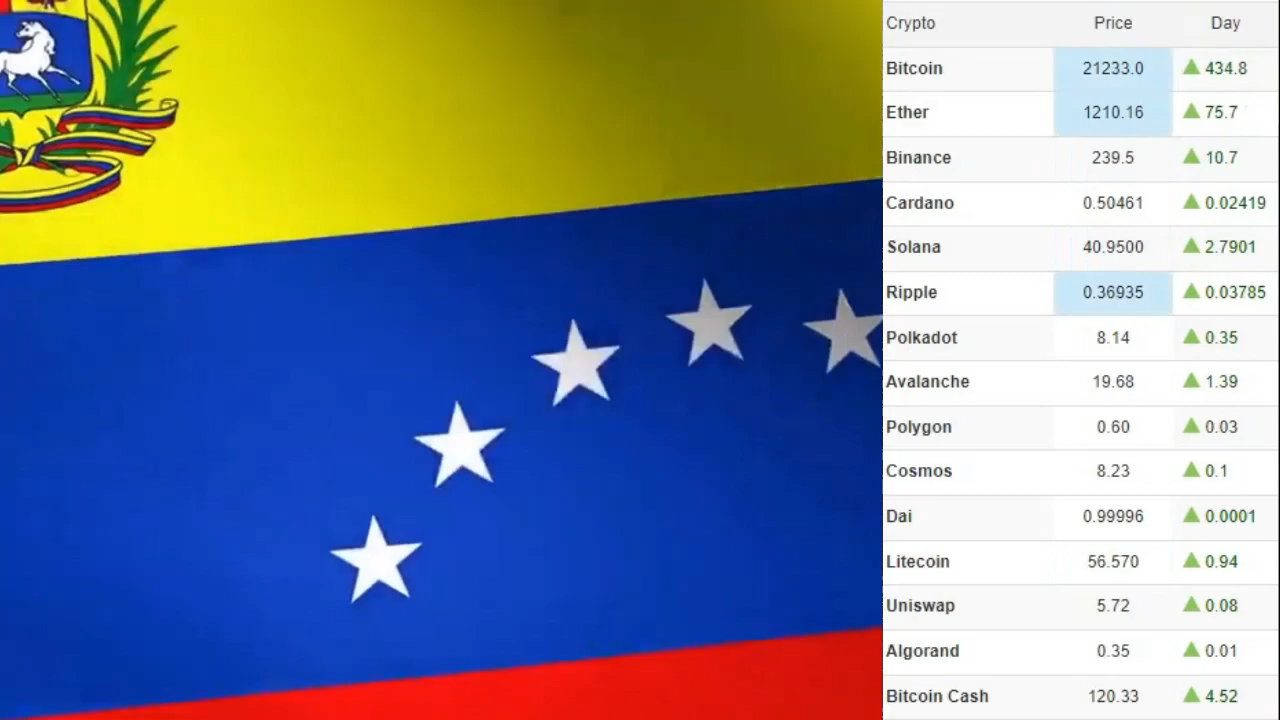 Crypto Price Day
Bitcoin 21233.0 434.8
Ether 1210.16 75.7
Binance 239.5 10.7
Cardano 0.50461 0.02419
Solana 40.9500 2.7901
Ripple 0.36935 0.03785
Polkadot 8.14 0.35
Avalanche 19.68 1.39
Polygon 0.60 0.03
Cosmos 8.23 0.1
Dai 0.99996 0.0001
Litecoin 56.570 0.94
Uniswap 5.72 0.08
Algorand 0.35 0.01
Bitcoin Cash 120.33 4.52